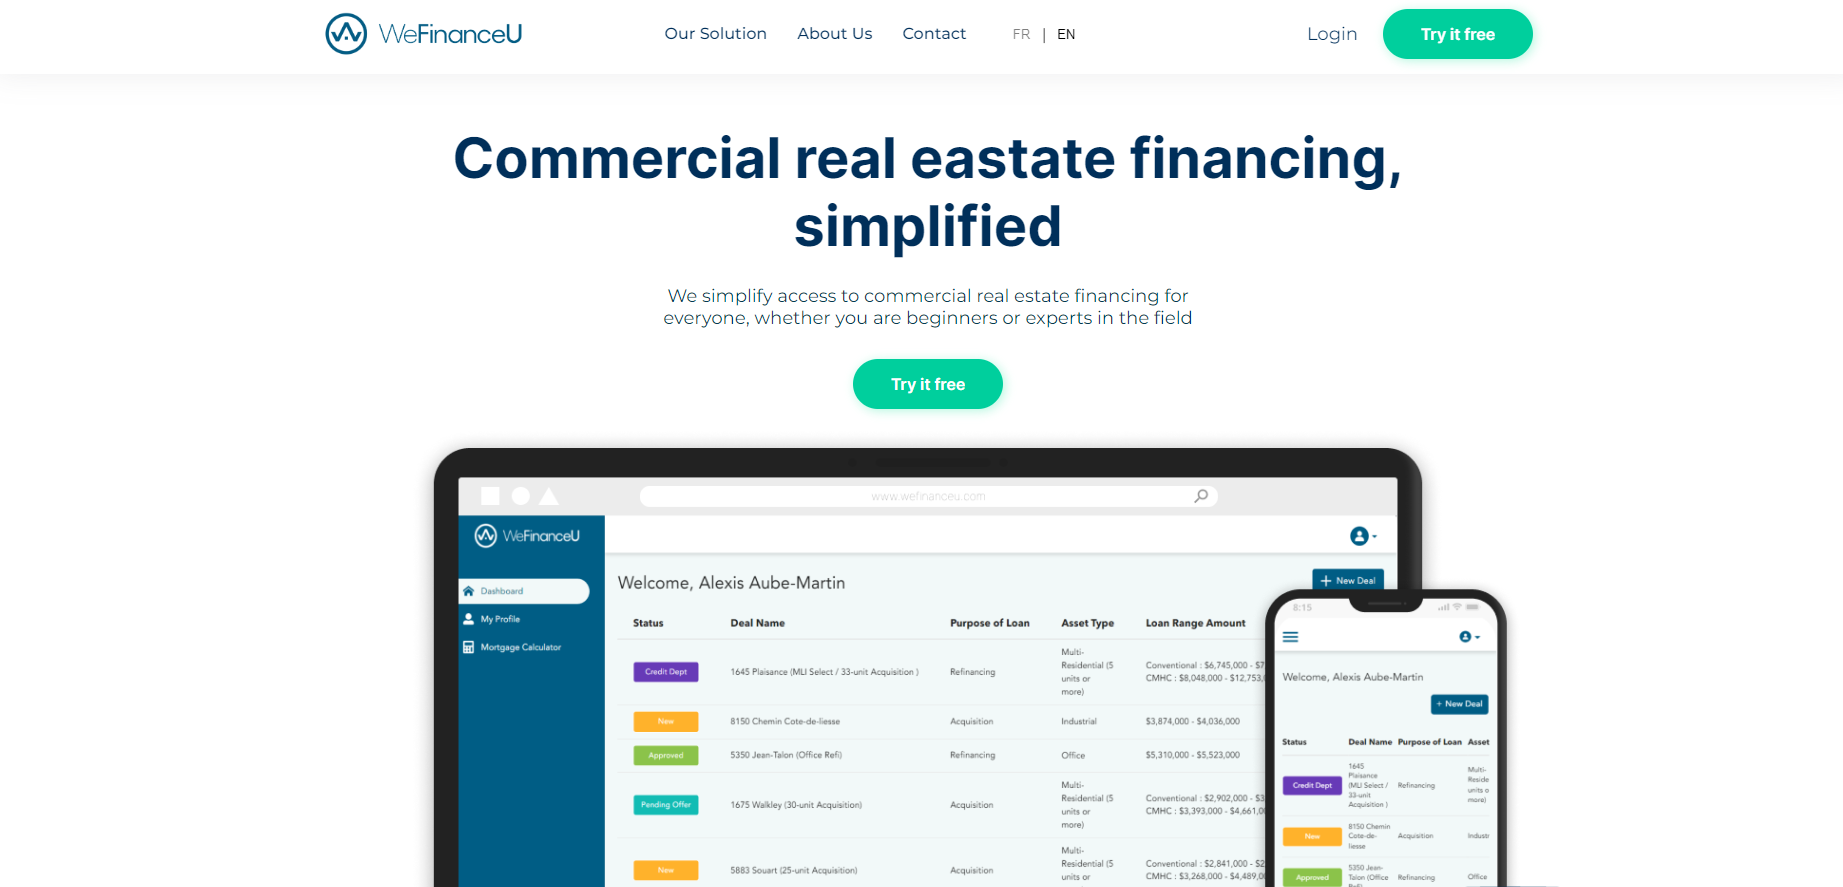 WeFinanceU
Our Solution About Us Contact FR | EN
Login Try it free
Commercial real eastate financing,
simplified
We simplify access to commercial real estate financing for
everyone, whether you are beginners or experts in the field
Try it free
www.wefinanceu.com
WeFinanceU
Dashboard
My Profile
Mortgage Calculator
Welcome, Alexis Aube-Martin
+ New Deal
Status Deal Name Purpose of Loan Asset Type Loan Range Amount
Credit Dept 1645 Plaisance (MLI Select / 33-unit Acquisition ) Refinancing
Multi-
Residential (5
units or
more)
Conventional : $6,745,000 - $7
CMHC : $8,048,000 - $12,753,
New 8150 Chemin Cote-de-liesse Acquisition Industrial $3,874,000 - $4,036,000
Approved 5350 Jean-Talon (Office Refi) Refinancing Office $5,310,000 - $5,523,000
Pending Offer 1675 Walkley (30-unit Acquisition) Acquisition
Multi-
Residential (5
units or
more)
Conventional : $2,902,000 - $3
CMHC : $3,393,000 - $4,661,0
New 5883 Souart (25-unit Acquisition) Acquisition
Multi-
Residential (5
units or
Conventional : $2,841,000 - $2
CMHC : $3,268,000 - $4,489,0
8:15
Welcome, Alexis Aube-Martin
+ New Deal
Status Deal Name Purpose of Loan Asset
Credit Dept
1645
Plaisance
(MLI Select /
33-unit
Acquisition )
Refinancing
Multi-
Reside
units o
more)
New
8150 Chemin
Cote-de-
liesse
Acquisition
Industr
Approved
5350 Jean-
Talon (Office
Refinancing
Office